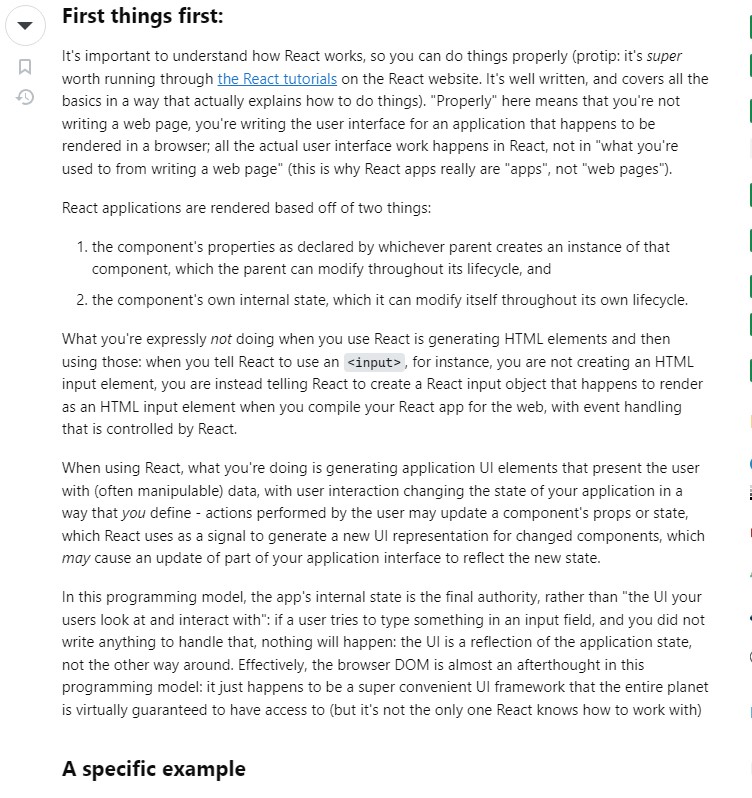 First things first:
It's important to understand how React works, so you can do things properly (protip: it's super
worth running through the React tutorials on the React website. It's well written, and covers all the
basics in a way that actually explains how to do things). "Properly" here means that you're not
writing a web page, you're writing the user interface for an application that happens to be
rendered in a browser; all the actual user interface work happens in React, not in "what you're
used to from writing a web page" (this is why React apps really are "apps", not "web pages").
React applications are rendered based off of two things:
1. the component's properties as declared by whichever parent creates an instance of that
component, which the parent can modify throughout its lifecycle, and
2. the component's own internal state, which it can modify itself throughout its own lifecycle.
What you're expressly not doing when you use React is generating HTML elements and then
using those: when you tell React to use an <input>, for instance, you are not creating an HTML
input element, you are instead telling React to create a React input object that happens to render
as an HTML input element when you compile your React app for the web, with event handling
that is controlled by React.
When using React, what you're doing is generating application UI elements that present the user
with (often manipulable) data, with user interaction changing the state of your application in a
way that you define - actions performed by the user may update a component's props or state,
which React uses as a signal to generate a new UI representation for changed components, which
may cause an update of part of your application interface to reflect the new state.
In this programming model, the app's internal state is the final authority, rather than "the UI your
users look at and interact with": if a user tries to type something in an input field, and you did not
write anything to handle that, nothing will happen: the UI is a reflection of the application state,
not the other way around. Effectively, the browser DOM is almost an afterthought in this
programming model: it just happens to be a super convenient UI framework that the entire planet
is virtually guaranteed to have access to (but it's not the only one React knows how to work with)
A specific example